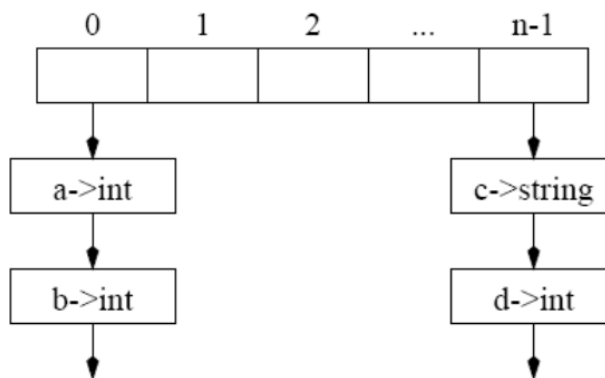 0 1 2 ... n-1
a->int c->string
b->int d->int